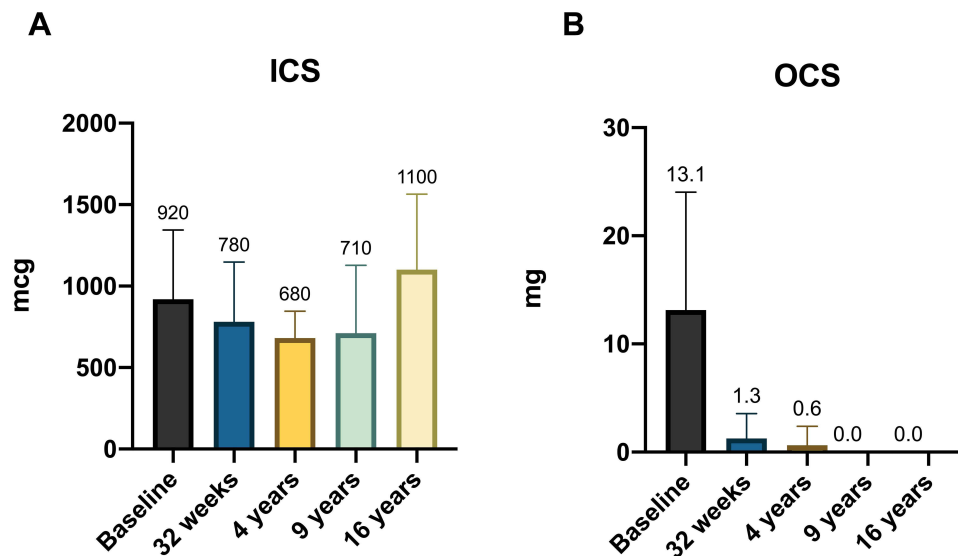 A
ICS
mcg
2000
1500
1000
500
0
920
780
680
710
1100
Baseline
32 weeks
4 years
9 years
16 years
B
OCS
mg
30
20
10
0
13.1
1.3
0.6
0.0
0.0
Baseline
32 weeks
4 years
9 years
16 years